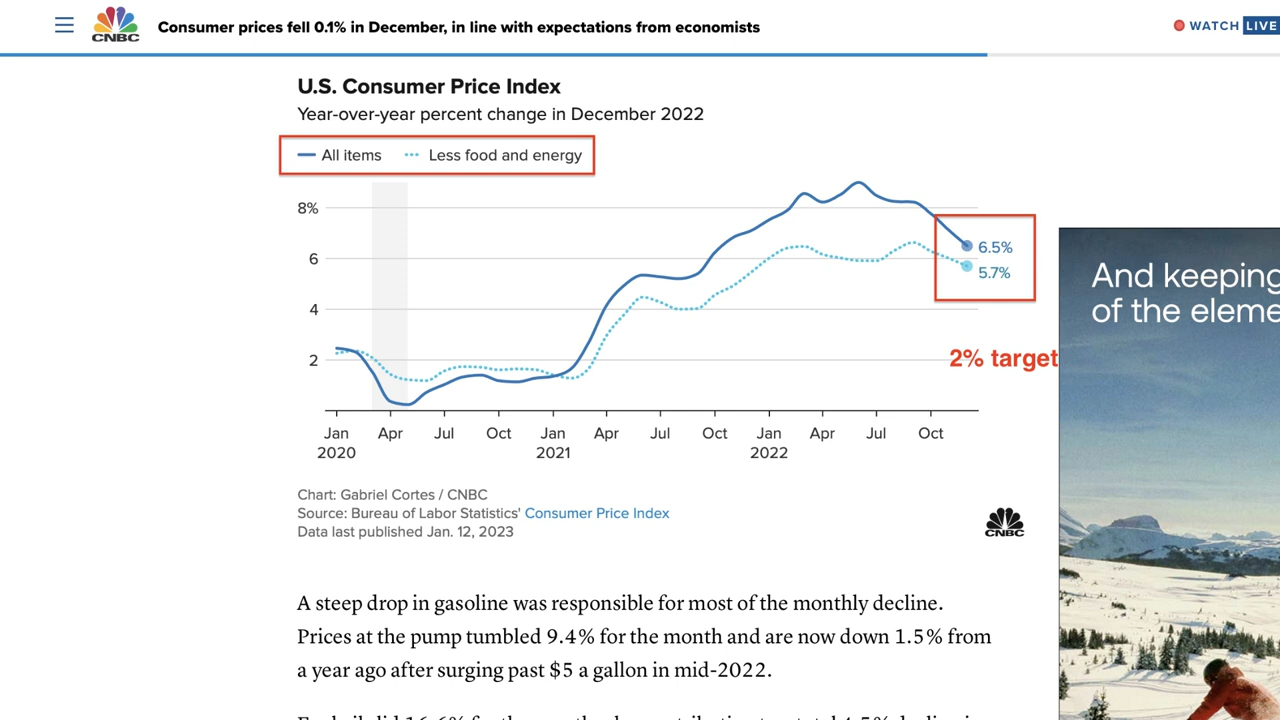 CNBC
Consumer prices fell 0.1% in December, in line with expectations from economists
WATCH LIVE
U.S. Consumer Price Index
Year-over-year percent change in December 2022
All items Less food and energy
8%
6
4
2
6.5%
5.7%
2% target
Jan Apr Jul Oct Jan Apr Jul Oct Jan Apr Jul Oct
2020 2021 2022
Chart: Gabriel Cortes / CNBC
Source: Bureau of Labor Statistics' Consumer Price Index
Data last published Jan. 12, 2023
CNBC
And keeping
of the eleme
A steep drop in gasoline was responsible for most of the monthly decline.
Prices at the pump tumbled 9.4% for the month and are now down 1.5% from
a year ago after surging past $5 a gallon in mid-2022.